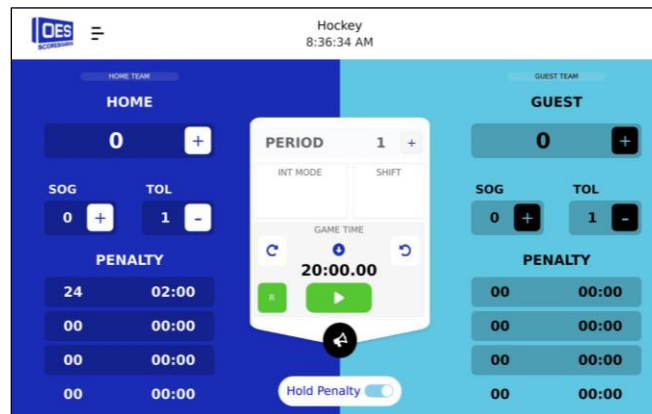 OES
SCOREBOARDS
Hockey
8:36:34 AM
HOME TEAM
HOME
0 +
SOG TOL
0 + 1 -
PENALTY
24 02:00
00 00:00
00 00:00
00 00:00
PERIOD 1 +
INT MODE SHIFT
GAME TIME
20:00.00
R
Hold Penalty
GUEST TEAM
GUEST
0 +
SOG TOL
0 + 1 -
PENALTY
00 00:00
00 00:00
00 00:00
00 00:00